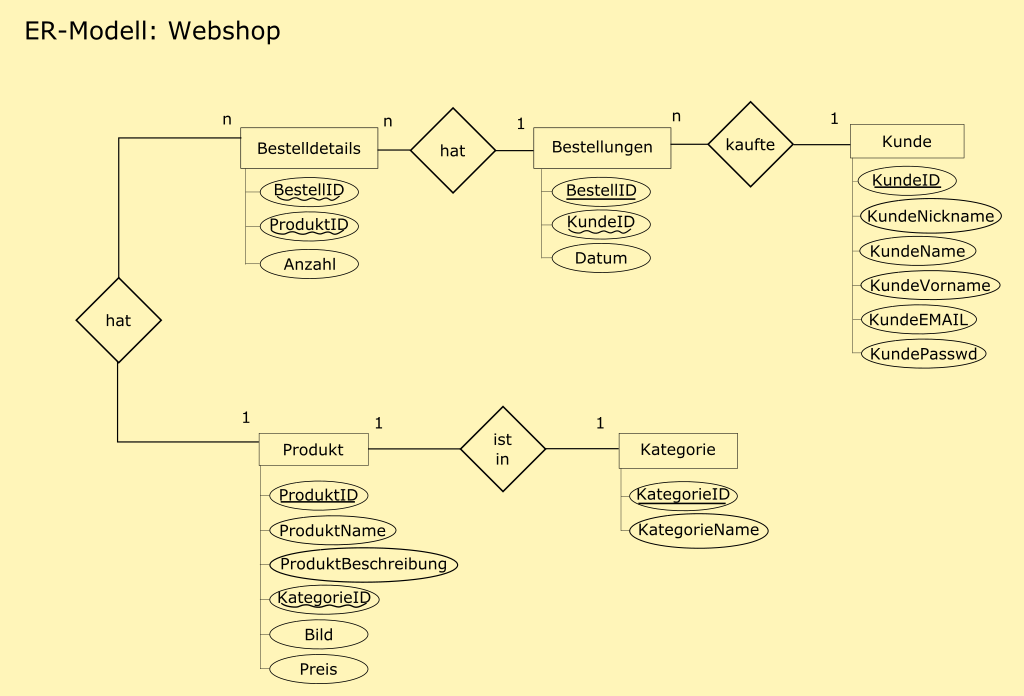 ER-Modell: Webshop
n
n
1
n
1
Bestelldetails
hat
Bestellungen
kaufte
Kunde
BestellID
ProduktID
Anzahl
BestellID
KundeID
Datum
KundeID
KundeNickname
KundeName
KundeVorname
KundeEMAIL
KundePasswd
hat
1
1
1
Produkt
ist
in
Kategorie
ProduktID
ProduktName
ProduktBeschreibung
KategorieID
Bild
Preis
KategorieID
KategorieName